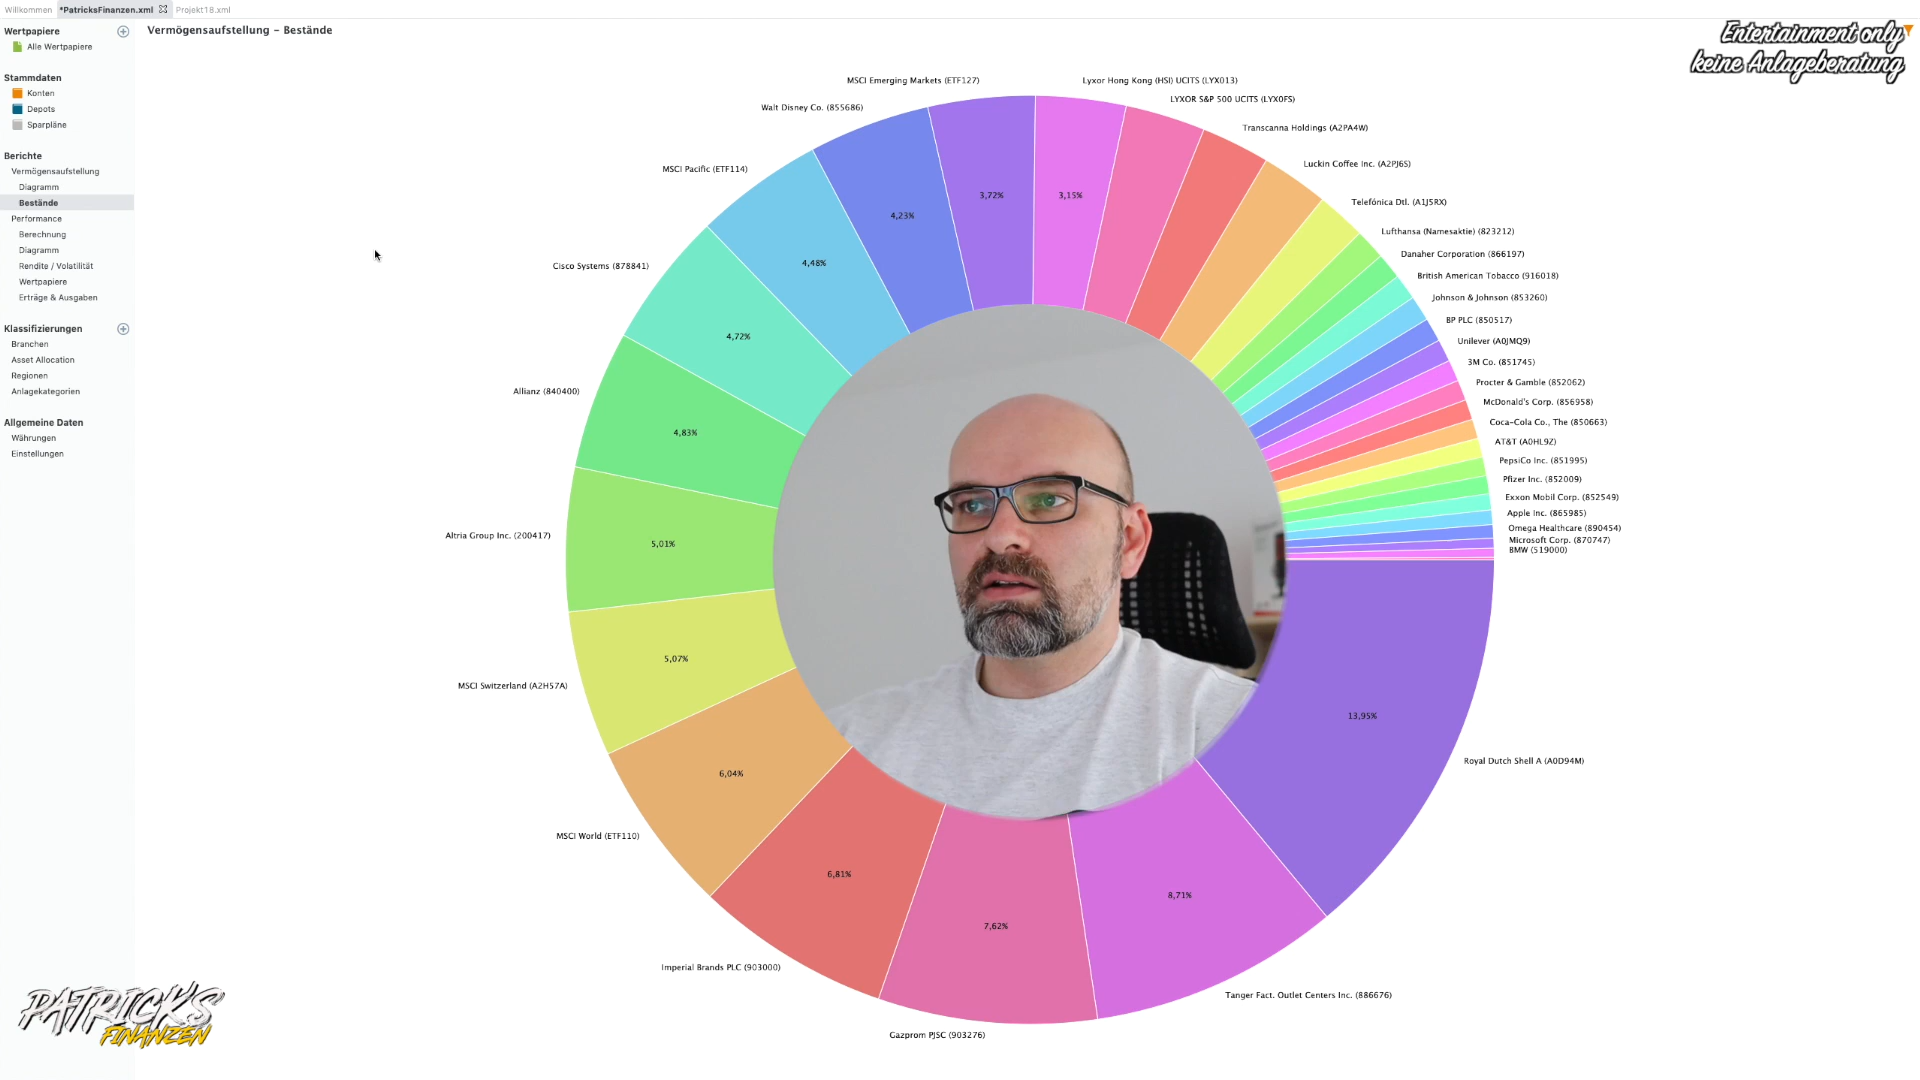 Willkommen
*PatricksFinanzen.xml
Projekt18.xml
Wertpapiere
Alle Wertpapiere
Stammdaten
Konten
Depots
Sparpläne
Berichte
Vermögensaufstellung
Diagramm
Bestände
Performance
Berechnung
Diagramm
Rendite / Volatilität
Wertpapiere
Erträge & Ausgaben
Klassifizierungen
Branchen
Asset Allocation
Regionen
Anlagekategorien
Allgemeine Daten
Währungen
Einstellungen
PATRICKS
FINANZEN
Vermögensaufstellung – Bestände
Entertainment only
keine Anlageberatung
MSCI Emerging Markets (ETF127)
Lyxor Hong Kong (HSI) UCITS (LYX013)
Walt Disney Co. (855686)
LYXOR S&P 500 UCITS (LYX0FS)
Transcanna Holdings (A2PA4W)
MSCI Pacific (ETF114)
Luckin Coffee Inc. (A2PJ6S)
Telefónica Dtl. (A1J5RX)
Lufthansa (Namesaktie) (823212)
Danaher Corporation (866197)
Cisco Systems (878841)
British American Tobacco (916018)
Johnson & Johnson (853260)
BP PLC (850517)
Unilever (A0JMQ9)
3M Co. (851745)
Procter & Gamble (852062)
Allianz (840400)
McDonald's Corp. (856958)
Coca-Cola Co., The (850663)
AT&T (A0HL9Z)
PepsiCo Inc. (851995)
Pfizer Inc. (852009)
Exxon Mobil Corp. (852549)
Apple Inc. (865985)
Omega Healthcare (890454)
Altria Group Inc. (200417)
Microsoft Corp. (870747)
BMW (519000)
MSCI Switzerland (A2H57A)
Royal Dutch Shell A (A0D94M)
MSCI World (ETF110)
Imperial Brands PLC (903000)
Tanger Fact. Outlet Centers Inc. (886676)
Gazprom PJSC (903276)
3,72%
3,15%
4,23%
4,48%
4,72%
4,83%
5,01%
5,07%
13,95%
6,04%
6,81%
8,71%
7,62%